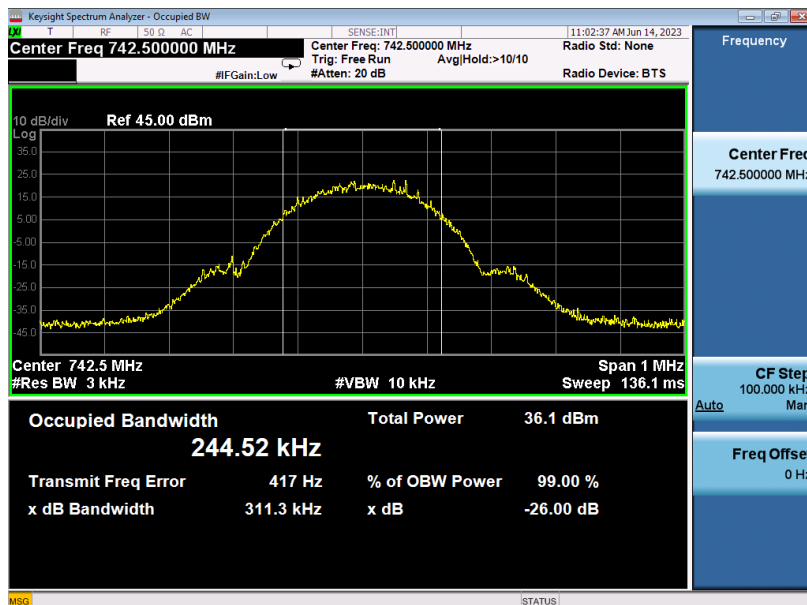 Keysight Spectrum Analyzer - Occupied BW
LXI T RF 50 Ω AC SENSE:INT 11:02:37 AM Jun 14, 2023
Center Freq 742.500000 MHz
Center Freq: 742.500000 MHz
Radio Std: None
Trig: Free Run
Avg|Hold:>10/10
#IFGain:Low
#Atten: 20 dB
Radio Device: BTS
10 dB/div
Ref 45.00 dBm
Log
35.0
25.0
15.0
5.00
-5.00
-15.0
-25.0
-35.0
-45.0
Center 742.5 MHz
Span 1 MHz
#Res BW 3 kHz
#VBW 10 kHz
Sweep 136.1 ms
Occupied Bandwidth
Total Power 36.1 dBm
244.52 kHz
Transmit Freq Error 417 Hz
% of OBW Power 99.00 %
x dB Bandwidth 311.3 kHz
x dB -26.00 dB
MSG
STATUS
Frequency
Center Freq
742.500000 MHz
CF Step
100.000 kHz
Auto Man
Freq Offset
0 Hz